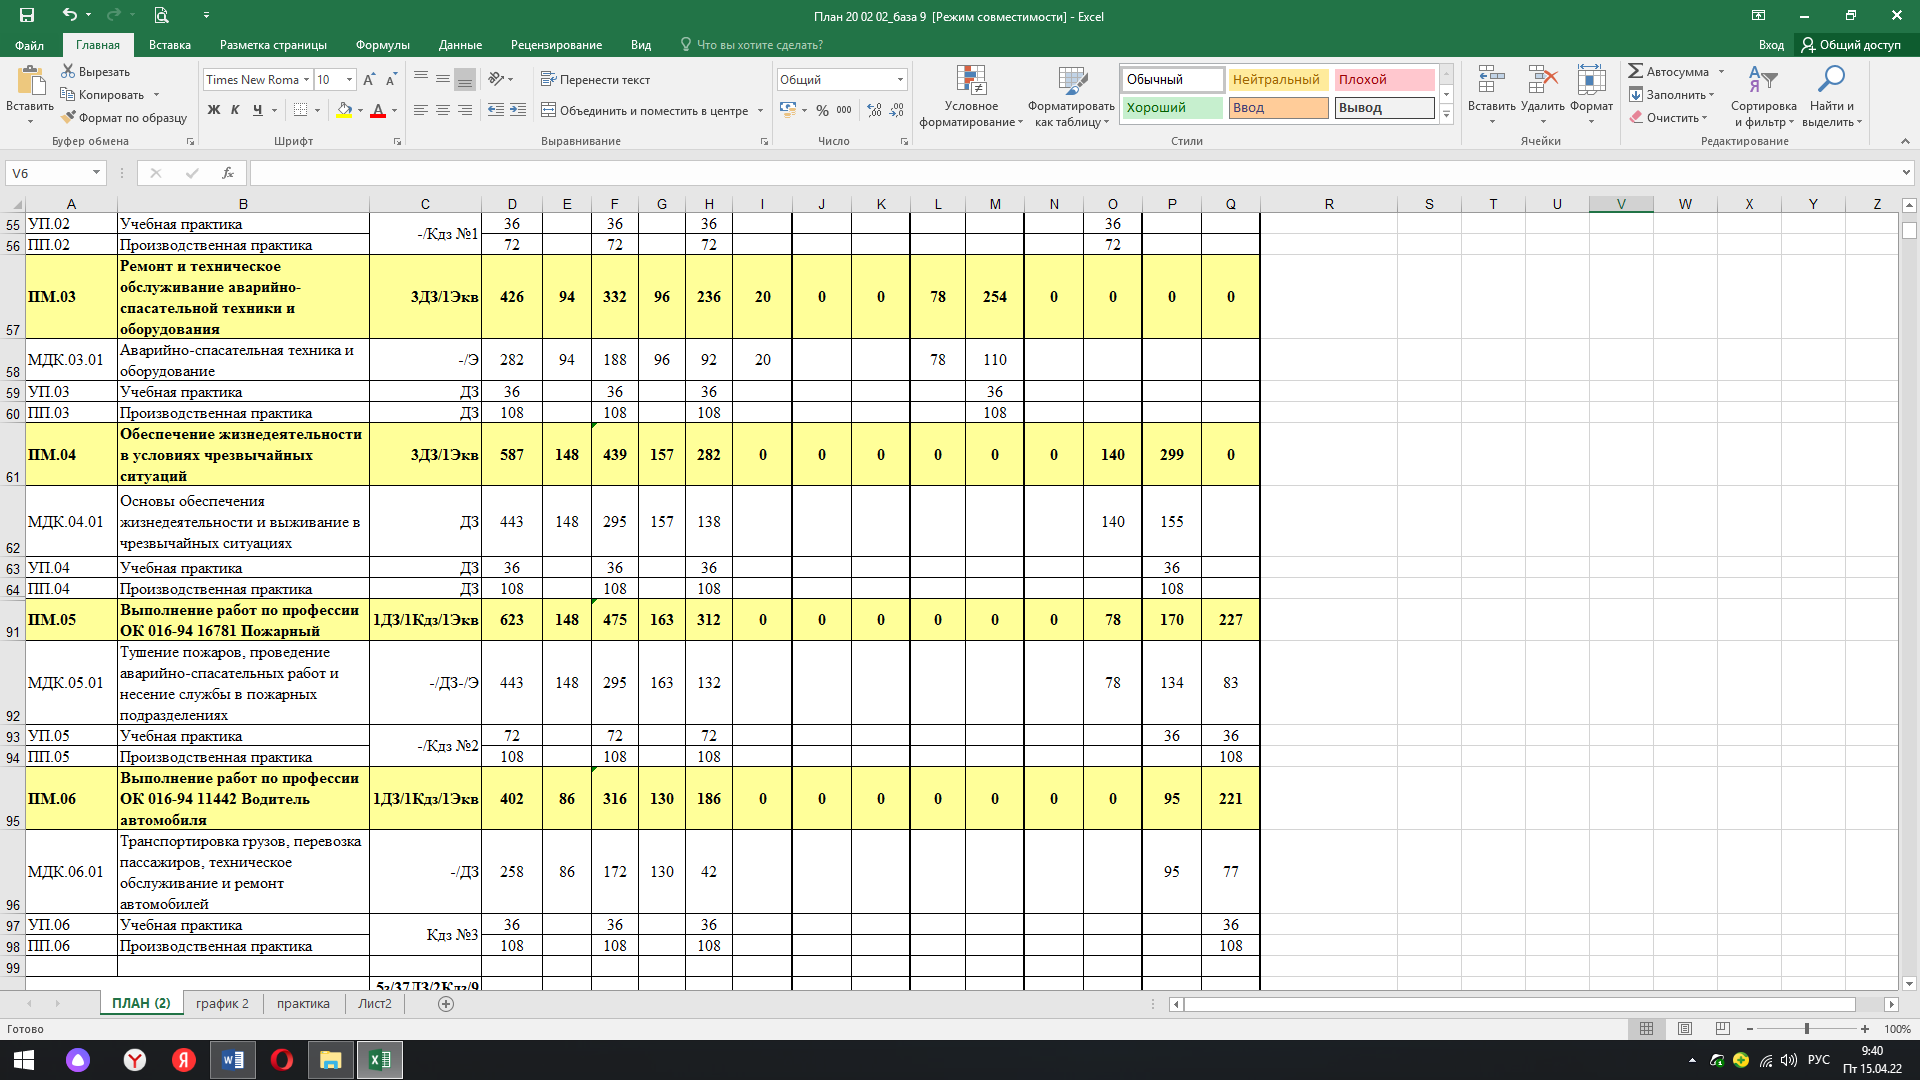 План 20 02 02_база 9 [Режим совместимости] - Excel
Файл Главная Вставка Разметка страницы Формулы Данные Рецензирование Вид Что вы хотите сделать? Вход Общий доступ
Вставить
Вырезать
Копировать
Формат по образцу
Буфер обмена
Times New Roma 10
Ж К Ч
Шрифт
Перенести текст
Объединить и поместить в центре
Выравнивание
Общий
% 000
Число
Условное форматирование
Форматировать как таблицу
Обычный Нейтральный Плохой
Хороший Ввод Вывод
Стили
Вставить Удалить Формат
Ячейки
Автосумма
Заполнить
Очистить
Сортировка и фильтр
Найти и выделить
Редактирование
V6 fx
A B C D E F G H I J K L M N O P Q R S T U V W X Y Z
55 УП.02 Учебная практика -/Кдз №1 36 36 36 36
56 ПП.02 Производственная практика 72 72 72 72
57 ПМ.03 Ремонт и техническое обслуживание аварийно-спасательной техники и оборудования 3ДЗ/1Экв 426 94 332 96 236 20 0 0 78 254 0 0 0 0
58 МДК.03.01 Аварийно-спасательная техника и оборудование -/Э 282 94 188 96 92 20 78 110
59 УП.03 Учебная практика ДЗ 36 36 36 36
60 ПП.03 Производственная практика ДЗ 108 108 108 108
61 ПМ.04 Обеспечение жизнедеятельности в условиях чрезвычайных ситуаций 3ДЗ/1Экв 587 148 439 157 282 0 0 0 0 0 0 140 299 0
62 МДК.04.01 Основы обеспечения жизнедеятельности и выживание в чрезвычайных ситуациях ДЗ 443 148 295 157 138 140 155
63 УП.04 Учебная практика ДЗ 36 36 36 36
64 ПП.04 Производственная практика ДЗ 108 108 108 108
91 ПМ.05 Выполнение работ по профессии ОК 016-94 16781 Пожарный 1ДЗ/1Кдз/1Экв 623 148 475 163 312 0 0 0 0 0 0 78 170 227
92 МДК.05.01 Тушение пожаров, проведение аварийно-спасательных работ и несение службы в пожарных подразделениях -/ДЗ-/Э 443 148 295 163 132 78 134 83
93 УП.05 Учебная практика -/Кдз №2 72 72 72 36 36
94 ПП.05 Производственная практика 108 108 108 108
95 ПМ.06 Выполнение работ по профессии ОК 016-94 11442 Водитель автомобиля 1ДЗ/1Кдз/1Экв 402 86 316 130 186 0 0 0 0 0 0 0 95 221
96 МДК.06.01 Транспортировка грузов, перевозка пассажиров, техническое обслуживание и ремонт автомобилей -/ДЗ 258 86 172 130 42 95 77
97 УП.06 Учебная практика Кдз №3 36 36 36 36
98 ПП.06 Производственная практика 108 108 108 108
99
5з/37ДЗ/2Кдз/9
ПЛАН (2) график 2 практика Лист2
Готово 100%
РУС 9:40
Пт 15.04.22